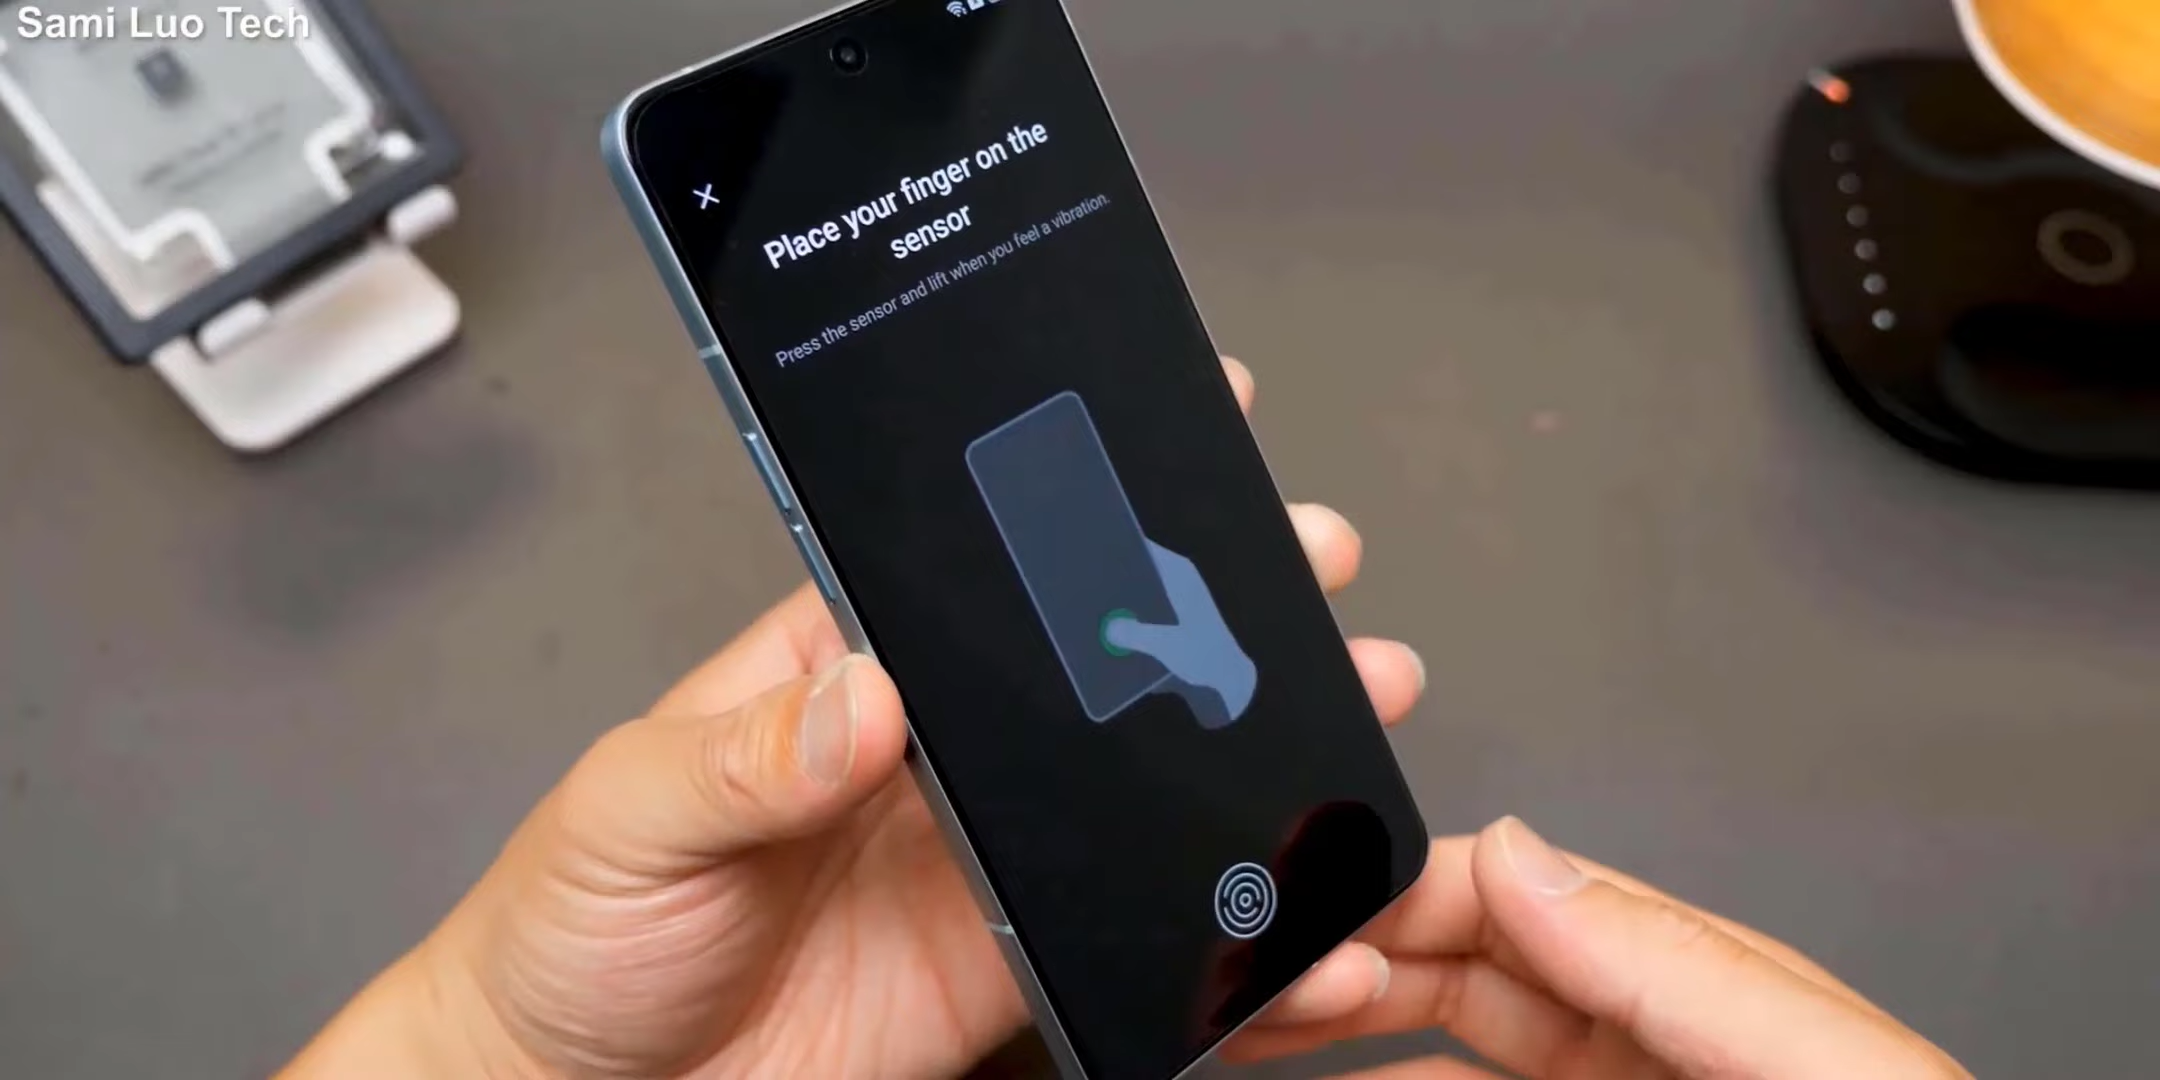 Sami Luo Tech
Place your finger on the
sensor
Press the sensor and lift when you feel a vibration.